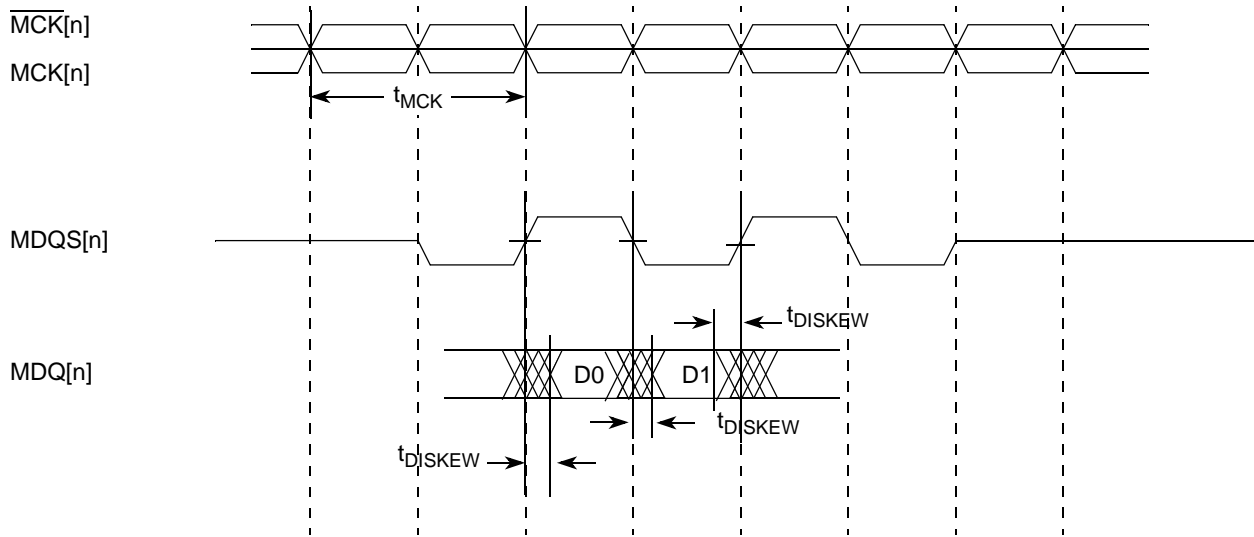 MCK[n]
MCK[n]
tMCK
MDQS[n]
tDISKEW
MDQ[n]
D0
D1
tDISKEW
tDISKEW